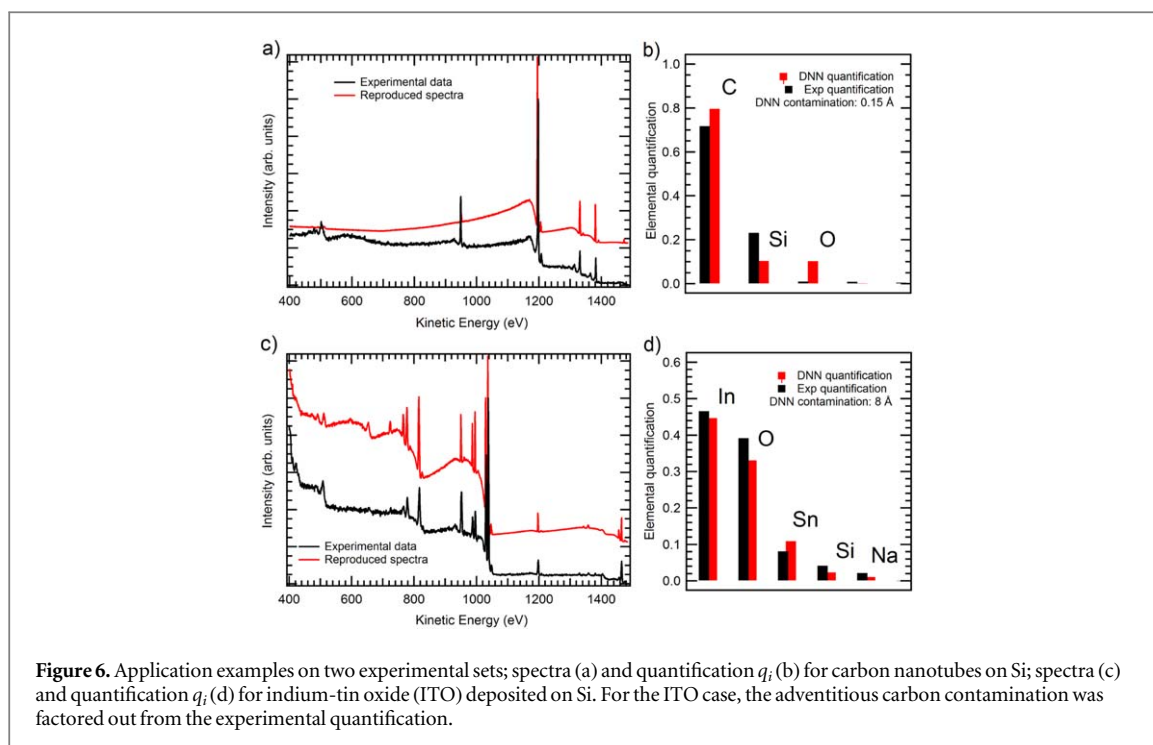 a)
Experimental data
Reproduced spectra
Intensity (arb. units)
400 600 800 1000 1200 1400
Kinetic Energy (eV)
b)
1.0
0.8
0.6
0.4
0.2
0.0
Elemental quantification
DNN quantification
Exp quantification
DNN contamination: 0.15 Å
C
Si
O
c)
Intensity (arb. units)
Experimental data
Reproduced spectra
400 600 800 1000 1200 1400
Kinetic Energy (eV)
d)
0.6
0.5
0.4
0.3
0.2
0.1
0.0
Elemental quantification
DNN quantification
Exp quantification
DNN contamination: 8 Å
In
O
Sn
Si
Na
Figure 6. Application examples on two experimental sets; spectra (a) and quantification qi (b) for carbon nanotubes on Si; spectra (c)
and quantification qi (d) for indium-tin oxide (ITO) deposited on Si. For the ITO case, the adventitious carbon contamination was
factored out from the experimental quantification.